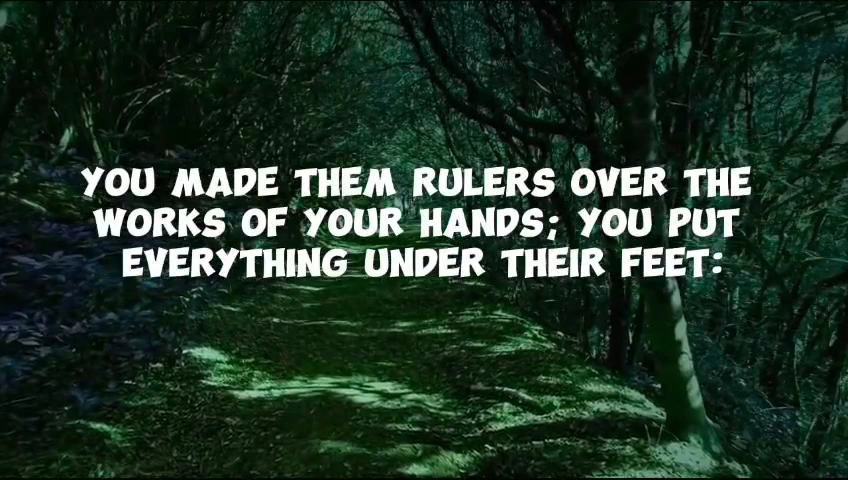 YOU MADE THEM RULERS OVER THE
WORKS OF YOUR HANDS; YOU PUT
EVERYTHING UNDER THEIR FEET: